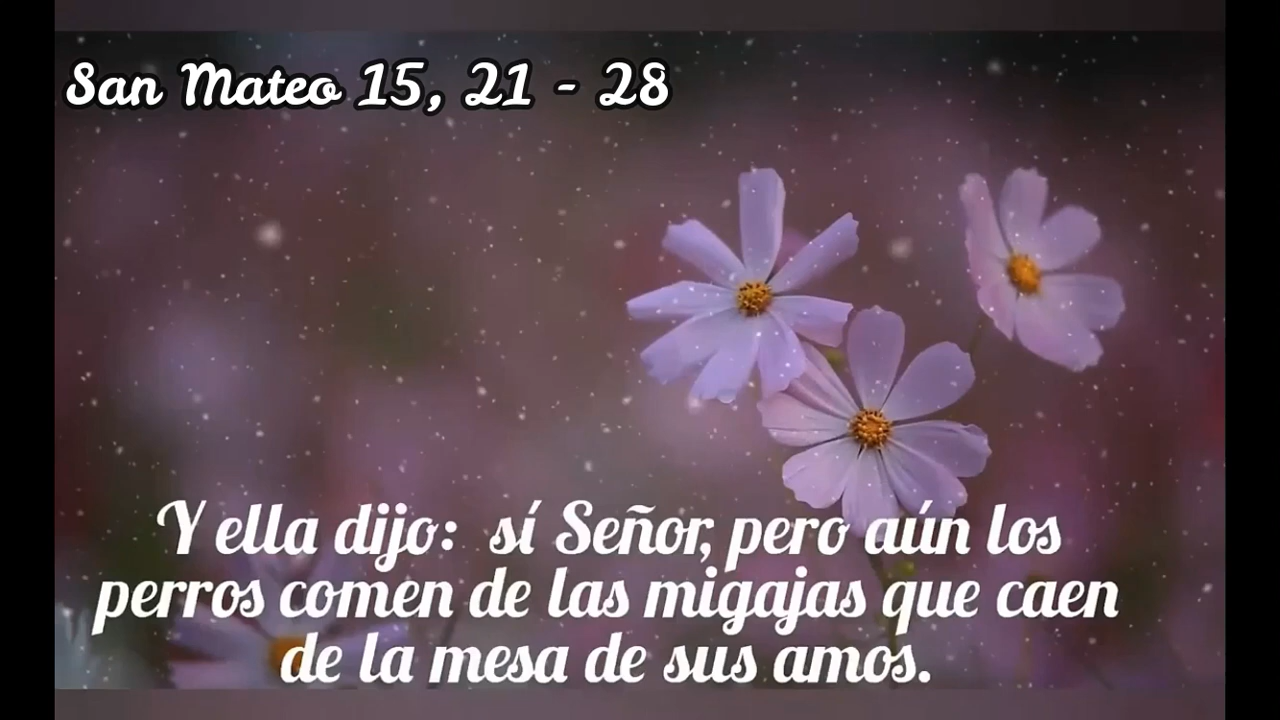 San Mateo 15, 21 - 28
Y ella dijo: sí Señor, pero aún los
perros comen de las migajas que caen
de la mesa de sus amos.